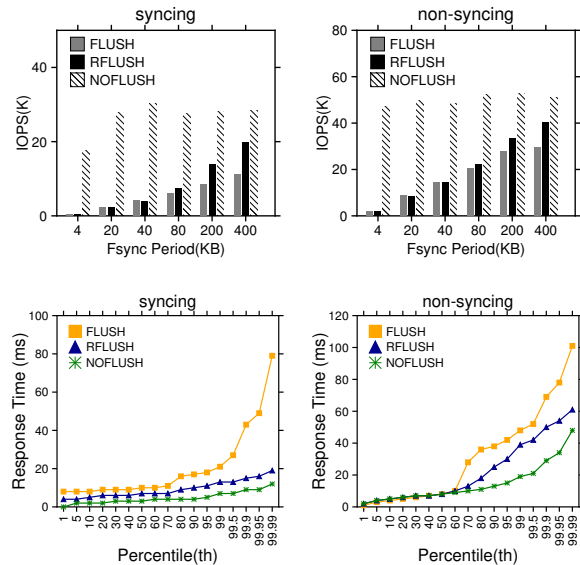 syncing
FLUSH
RFLUSH
NOFLUSH
IOPS(K)
40
20
0
4 20 40 80 200 400
Fsync Period(KB)
non-syncing
FLUSH
RFLUSH
NOFLUSH
IOPS(K)
80
60
40
20
0
4 20 40 80 200 400
Fsync Period(KB)
syncing
FLUSH
RFLUSH
NOFLUSH
Response Time (ms)
100
80
60
40
20
0
1 5 10 20 30 40 50 60 70 80 90 95 99 99.5 99.9 99.95 99.99
Percentile(th)
non-syncing
FLUSH
RFLUSH
NOFLUSH
Response Time (ms)
120
100
80
60
40
20
0
1 5 10 20 30 40 50 60 70 80 90 95 99 99.5 99.9 99.95 99.99
Percentile(th)